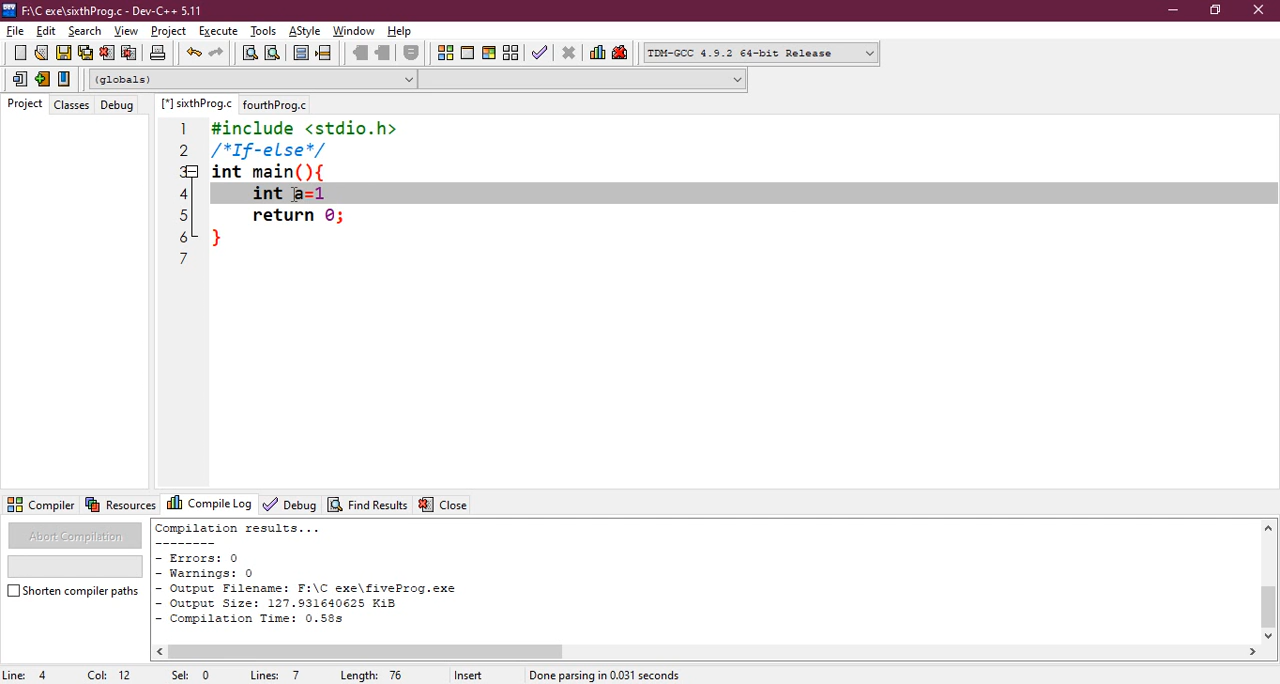 F:\C exe\sixthProg.c - Dev-C++ 5.11
File Edit Search View Project Execute Tools AStyle Window Help
TDM-GCC 4.9.2 64-bit Release
(globals)
Project Classes Debug [*] sixthProg.c fourthProg.c
1 #include <stdio.h>
2 /*If-else*/
3 int main(){
4 int a=1
5 return 0;
6 }
7
Compiler Resources Compile Log Debug Find Results Close
Abort Compilation
Shorten compiler paths
Compilation results...
--------
- Errors: 0
- Warnings: 0
- Output Filename: F:\C exe\fiveProg.exe
- Output Size: 127.931640625 KiB
- Compilation Time: 0.58s
Line: 4 Col: 12 Sel: 0 Lines: 7 Length: 76 Insert Done parsing in 0.031 seconds